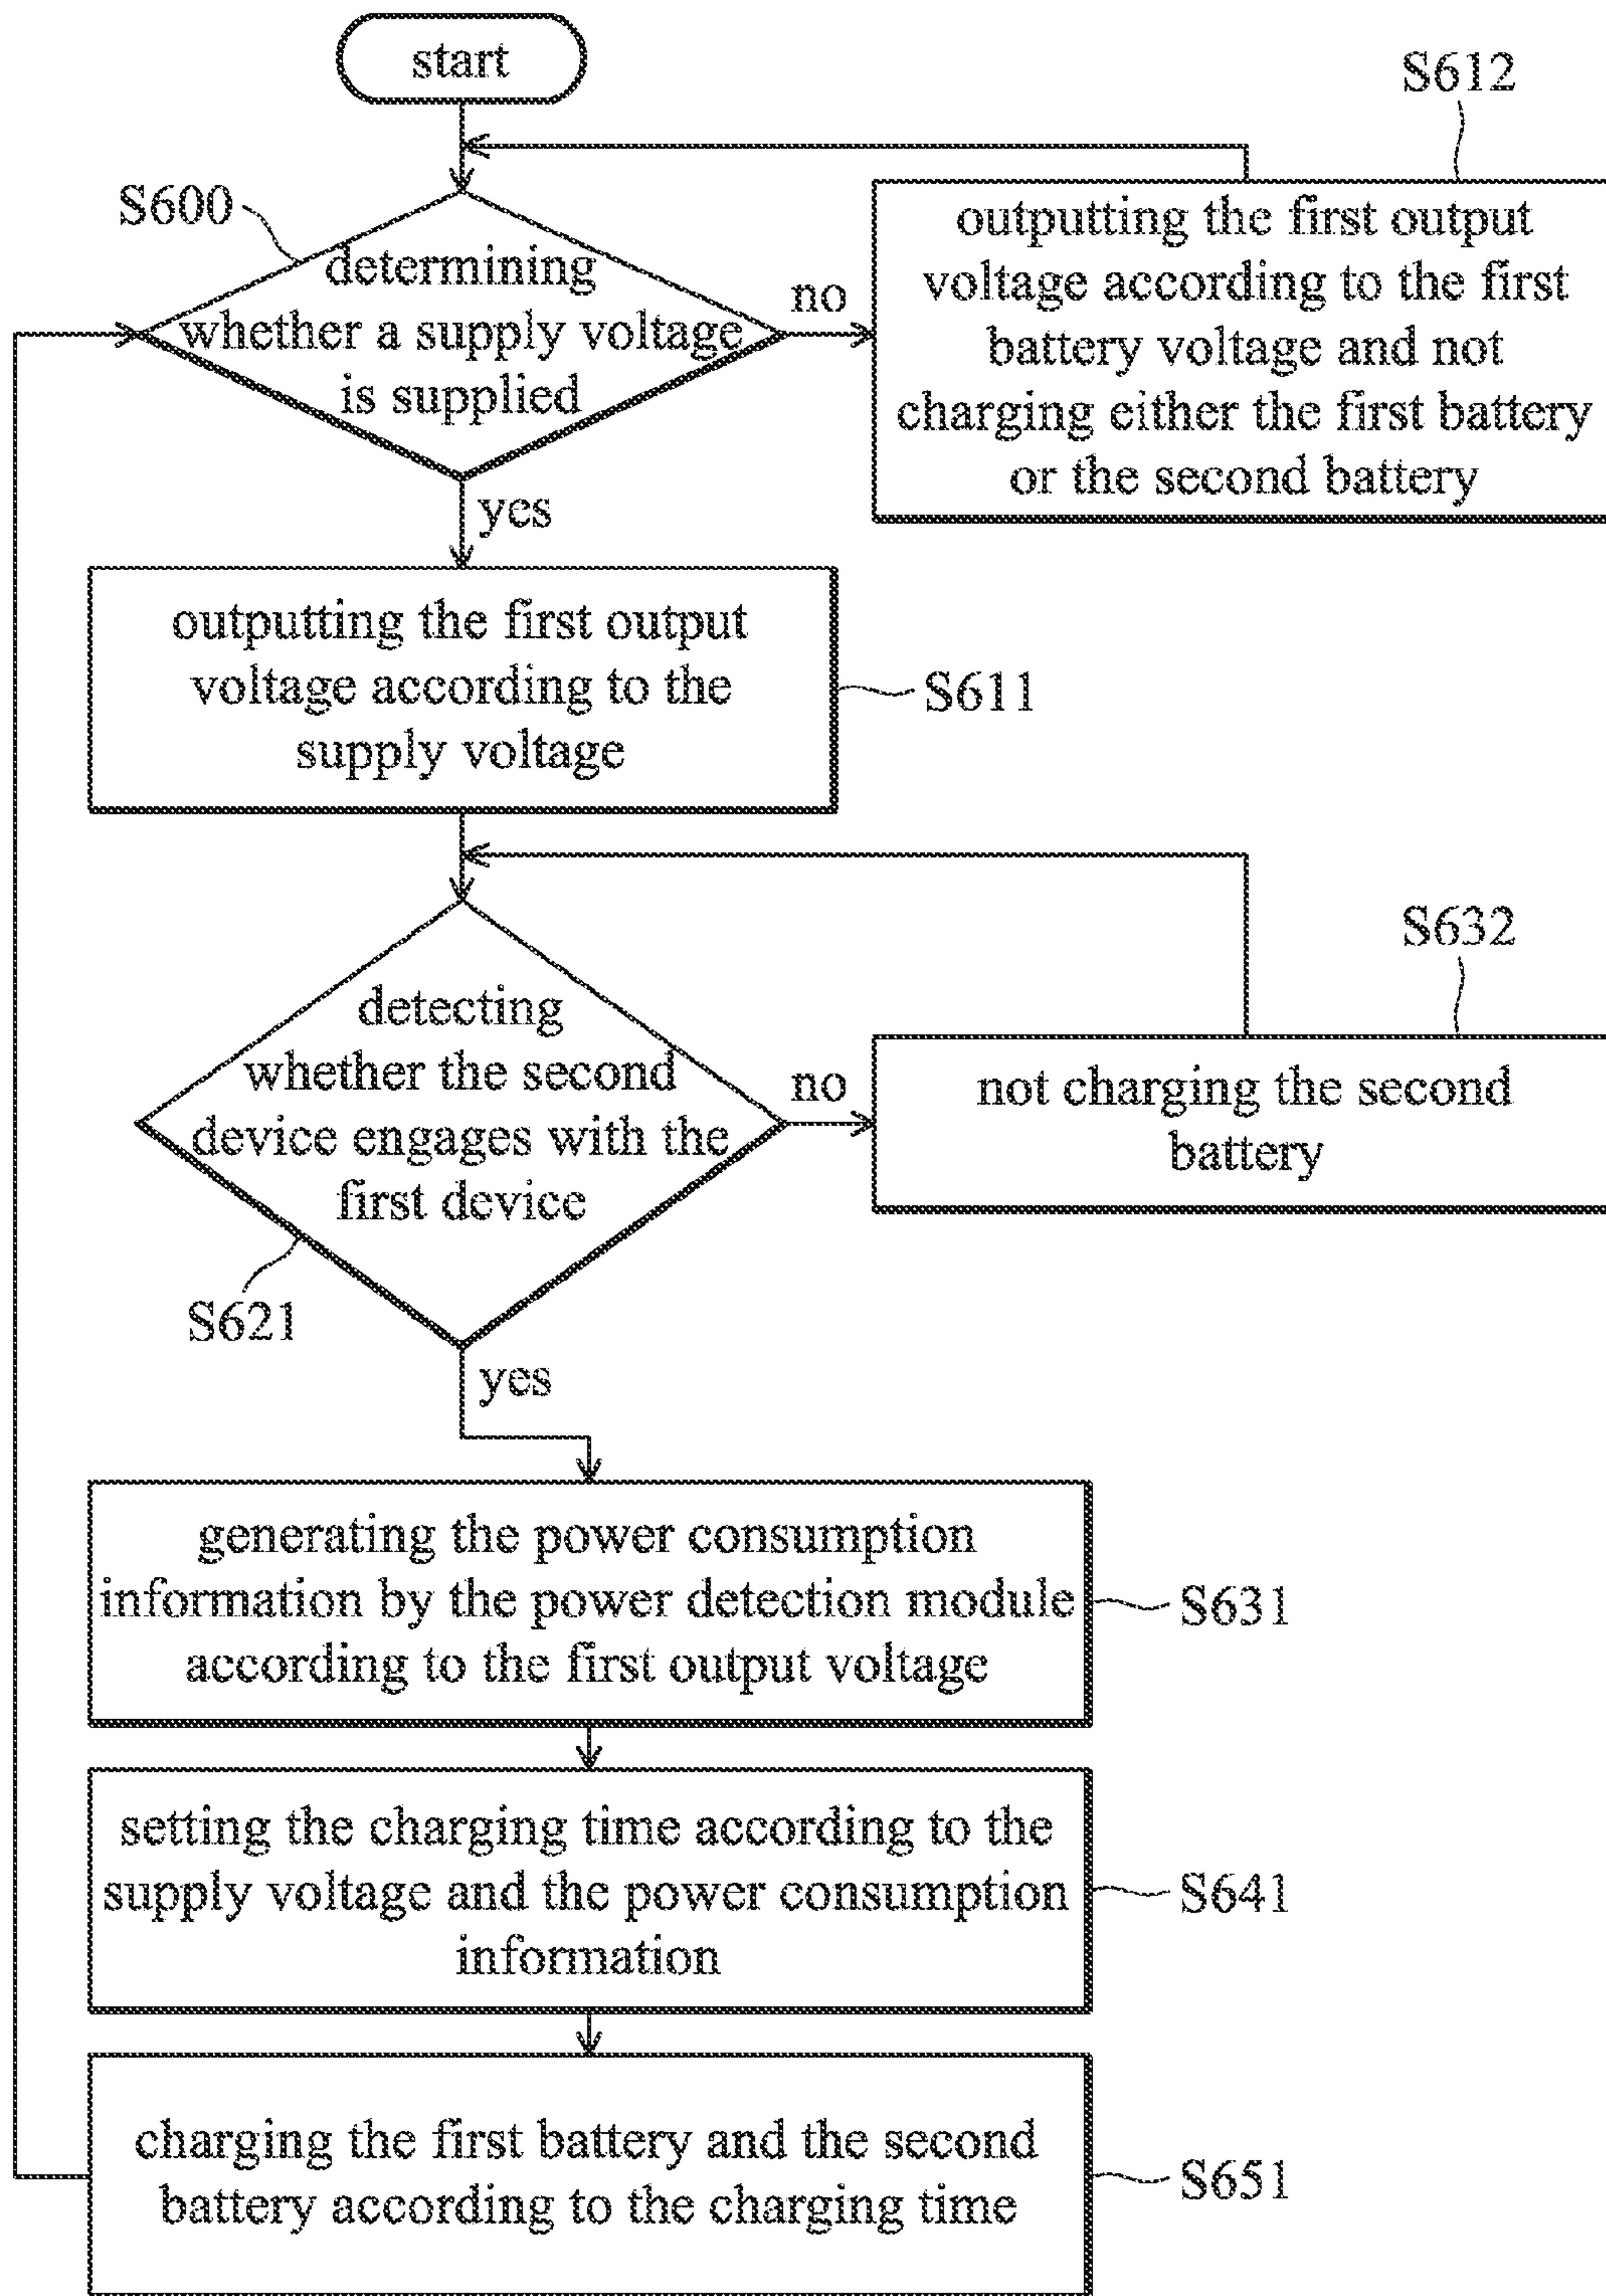 start
S612
S600
determining
whether a supply voltage
is supplied
no
outputting the first output
voltage according to the first
battery voltage and not
charging either the first battery
or the second battery
yes
outputting the first output
voltage according to the
supply voltage
S611
S632
detecting
whether the second
device engages with the
first device
no
not charging the second
battery
S621
yes
generating the power consumption
information by the power detection module
according to the first output voltage
S631
setting the charging time according to the
supply voltage and the power consumption
information
S641
charging the first battery and the second
battery according to the charging time
S651